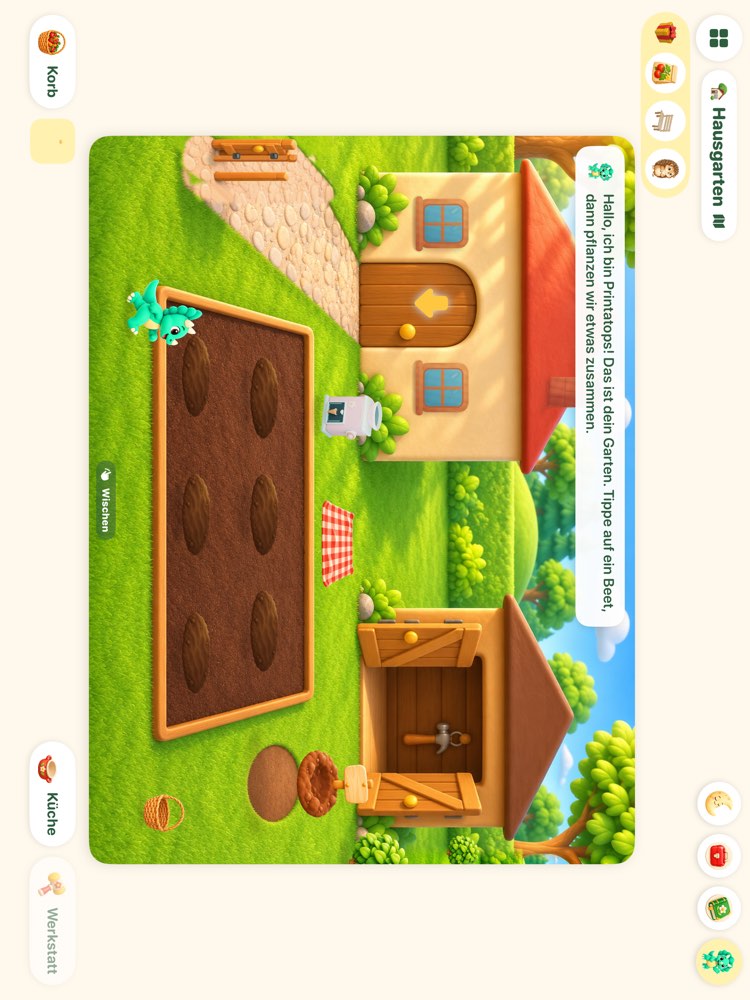 Hausgarten
Hallo, ich bin Printatops! Das ist dein Garten. Tippe auf ein Beet,
dann pflanzen wir etwas zusammen.
Wischen
Korb
Küche
Werkstatt